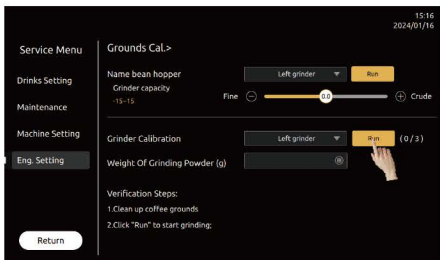 15:16
2024/01/16
Service Menu
Grounds Cal.>
Drinks Setting
Maintenance
Machine Setting
Eng. Setting
Return
Name bean hopper
Left grinder
Run
Grinder capacity
-15~15
Fine
0.0
Crude
Grinder Calibration
Left grinder
Run
(0/3)
Weight Of Grinding Powder (g)
Verification Steps:
1.Clean up coffee grounds
2.Click "Run" to start grinding;